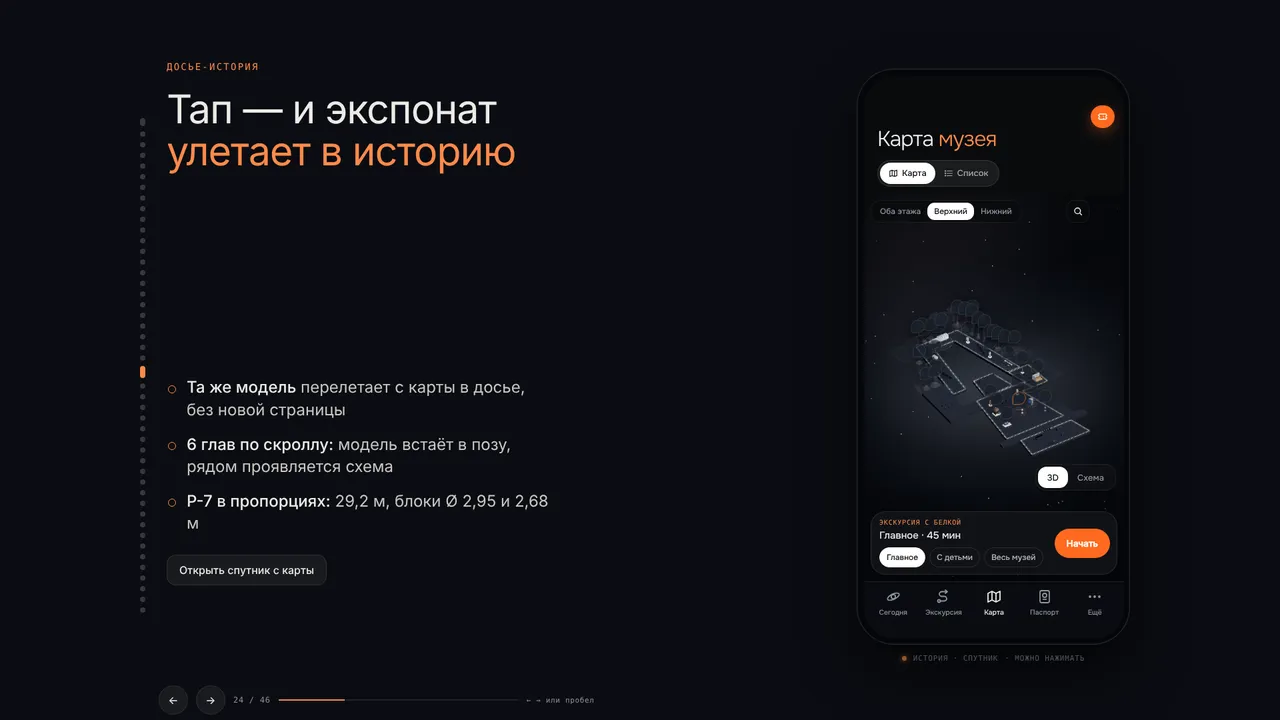 ДОСЬЕ-ИСТОРИЯ
Тап — и экспонат
улетает в историю
Та же модель перелетает с карты в досье,
без новой страницы
6 глав по скроллу: модель встаёт в позу,
рядом проявляется схема
Р-7 в пропорциях: 29,2 м, блоки Ø 2,95 и 2,68
м
Открыть спутник с карты
← → 24 / 46 ← → или пробел
Карта музея
Карта Список
Оба этажа Верхний Нижний
3D Схема
ЭКСКУРСИЯ С БЕЛКОЙ
Главное · 45 мин
Начать
Главное С детьми Весь музей
Сегодня Экскурсия Карта Паспорт Ещё
ИСТОРИЯ · СПУТНИК · МОЖНО НАЖИМАТЬ